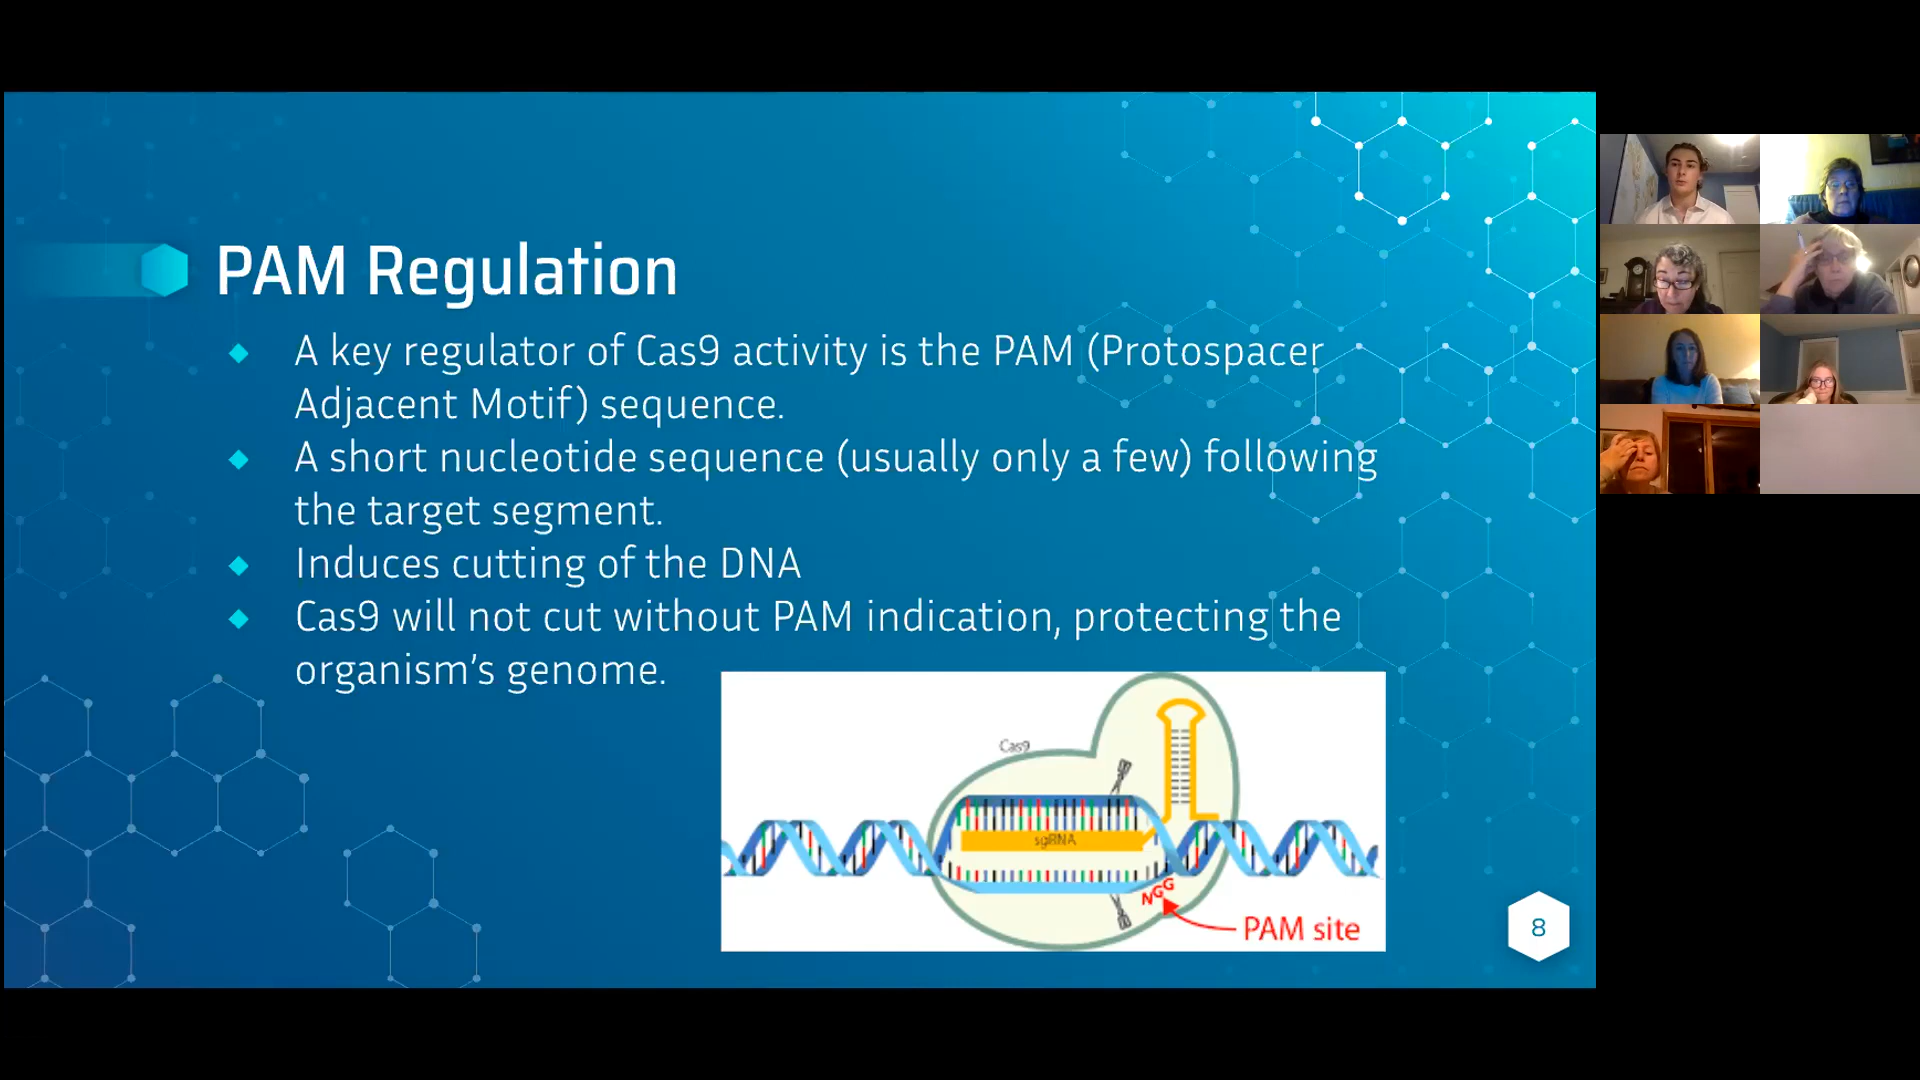 PAM Regulation
A key regulator of Cas9 activity is the PAM (Protospacer
Adjacent Motif) sequence.
A short nucleotide sequence (usually only a few) following
the target segment.
Induces cutting of the DNA
Cas9 will not cut without PAM indication, protecting the
organism's genome.
Cas9
sgRNA
NGG
PAM site
8